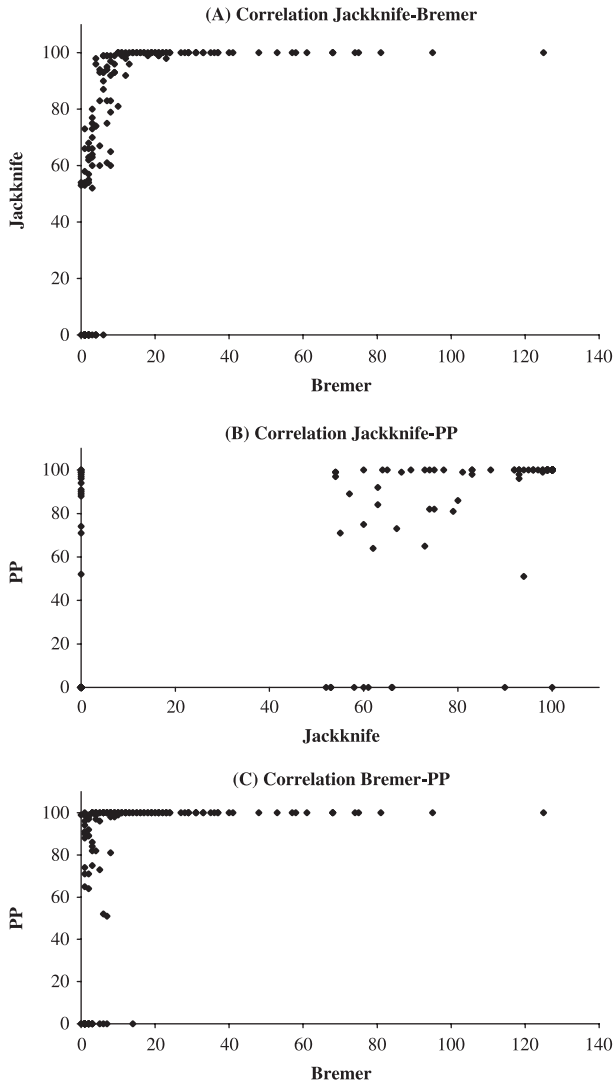 (A) Correlation Jackknife-Bremer
120
100
80
60
40
20
0
Jackknife
0 20 40 60 80 100 120 140
Bremer
(B) Correlation Jackknife-PP
100
80
60
40
20
0
PP
0 20 40 60 80 100
Jackknife
(C) Correlation Bremer-PP
100
80
60
40
20
0
PP
0 20 40 60 80 100 120 140
Bremer